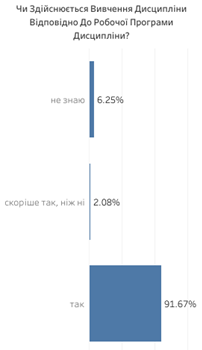 Чи Здійснюється Вивчення Дисципліни
Відповідно До Робочої Програми
Дисципліни?
не знаю 6.25%
скоріше так, ніж ні 2.08%
так 91.67%